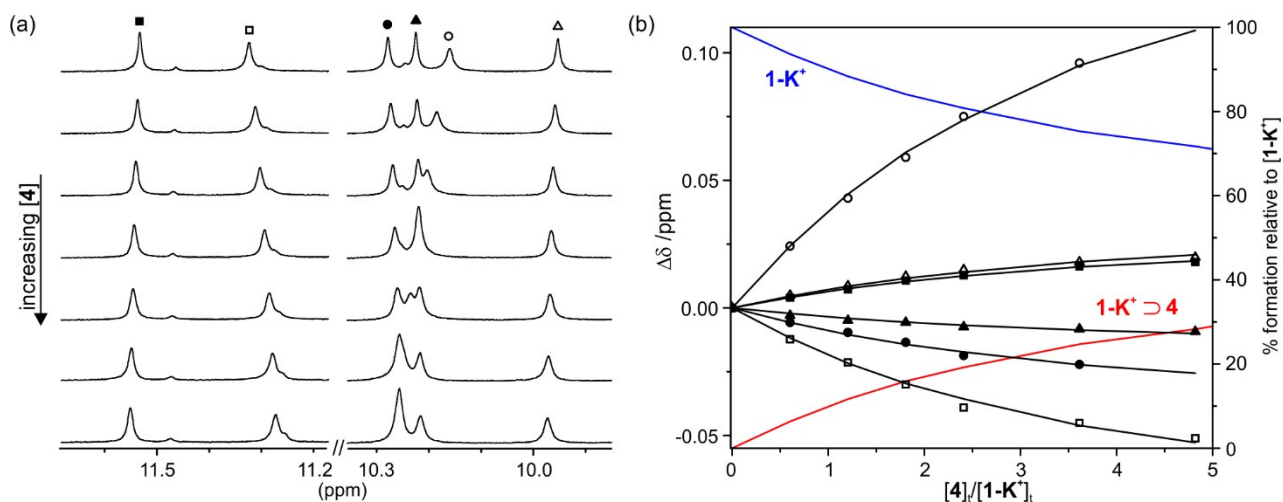 (a)
increasing [4]
11.5
11.2
//
10.3
10.0
(ppm)
(b)
0.10
0.05
0.00
-0.05
Δδ /ppm
1-K⁺
1-K⁺ ⊃ 4
100
80
60
40
20
0
% formation relative to [1-K⁺]
0
1
2
3
4
5
[4]ₜ/[1-K⁺]ₜ